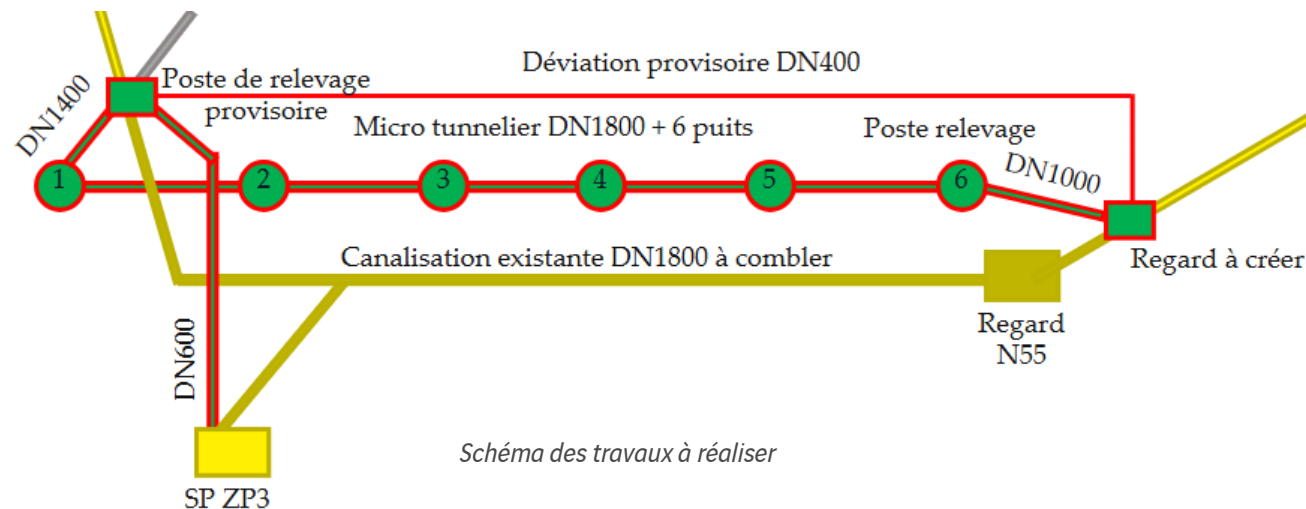 Déviation provisoire DN400
Poste de relevage
provisoire
DN1400
Micro tunnelier DN1800 + 6 puits
Poste relevage
DN1000
1
2
3
4
5
6
Canalisation existante DN1800 à combler
Regard à créer
Regard
N55
DN600
Schéma des travaux à réaliser
SP ZP3